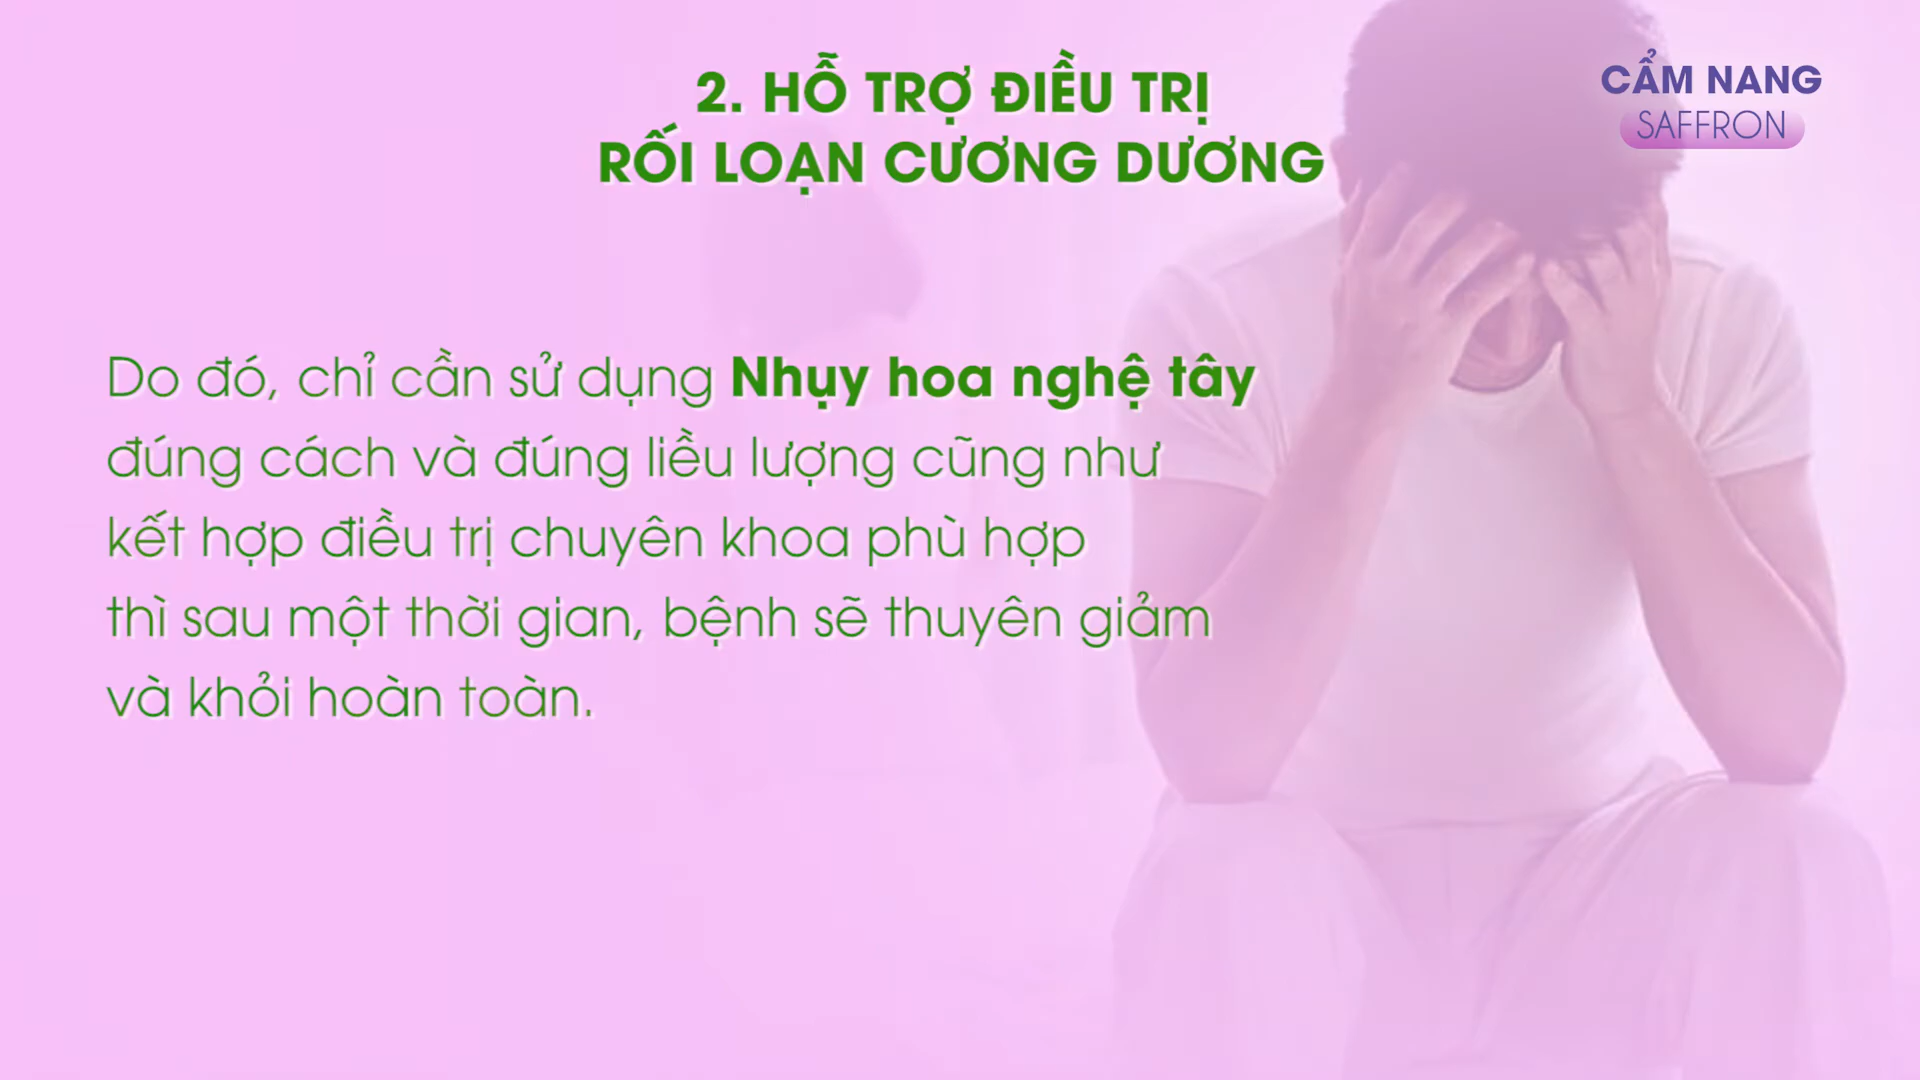 2. HỖ TRỢ ĐIỀU TRỊ
RỐI LOẠN CƯƠNG DƯƠNG
CẨM NANG
SAFFRON
Do đó, chỉ cần sử dụng Nhụy hoa nghệ tây
đúng cách và đúng liều lượng cũng như
kết hợp điều trị chuyên khoa phù hợp
thì sau một thời gian, bệnh sẽ thuyên giảm
và khỏi hoàn toàn.